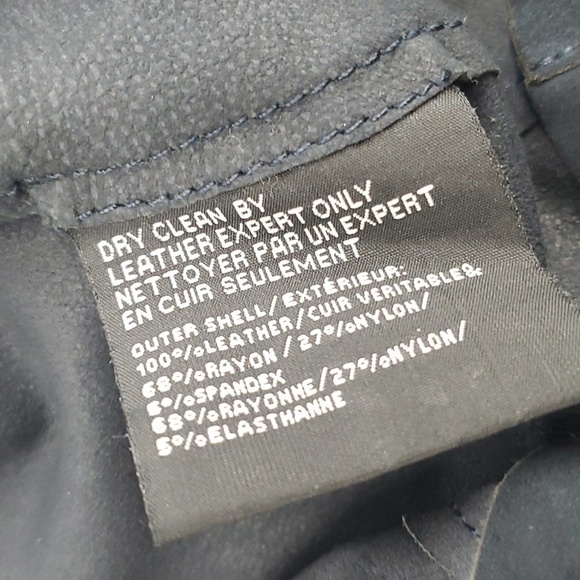 DRY CLEAN BY
LEATHER EXPERT ONLY
NETTOYER PAR UN EXPERT
EN CUIR SEULEMENT
OUTER SHELL/EXTÉRIEUR:
100%LEATHER/CUIR VERITABLE&
68%RAYON/27%NYLON/
5%SPANDEX
68%RAYONNE/27%NYLON/
5%ELASTHANNE